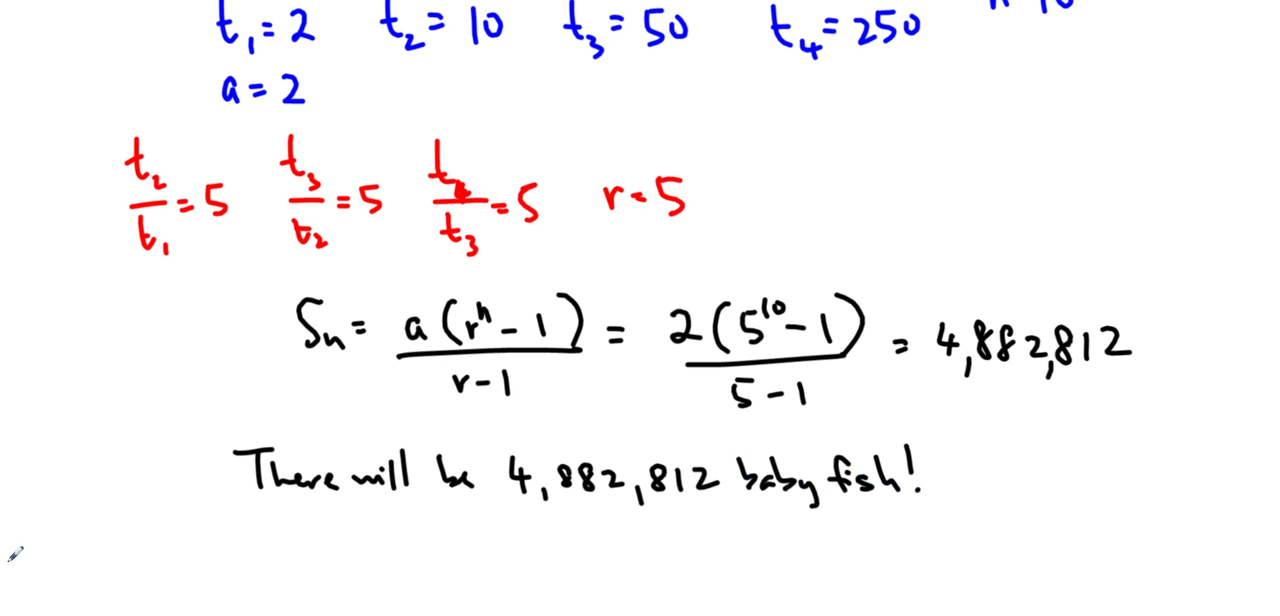 t₁ = 2 t₂ = 10 t₃ = 50 t₄ = 250
a = 2
t₂/t₁ = 5 t₃/t₂ = 5 t₄/t₃ = 5 r = 5
Sₙ = a(rⁿ - 1)/(r - 1) = 2(5¹⁰ - 1)/(5 - 1) = 4,882,812
There will be 4,882,812 baby fish!